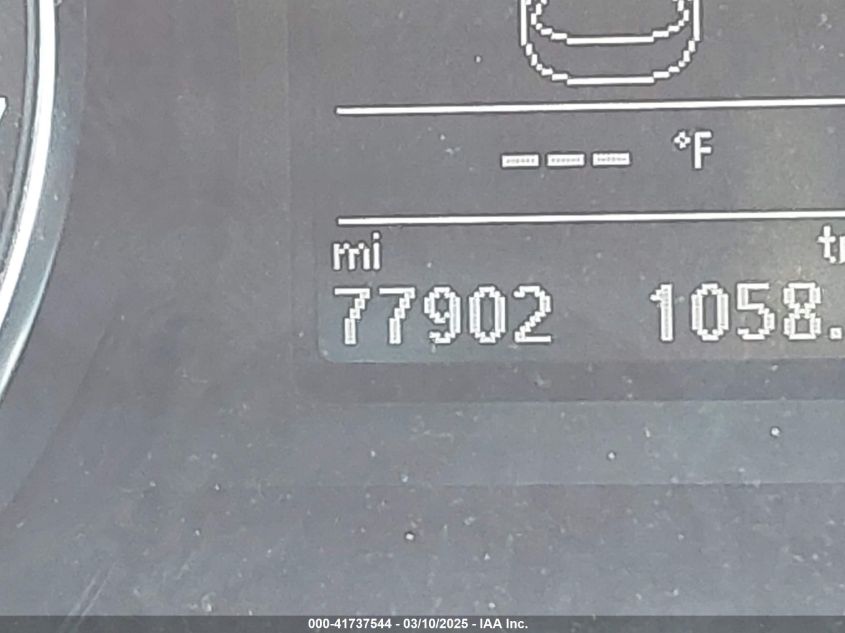 --- °F
mi
77902 1058.
000-41737544 - 03/10/2025 - IAA Inc.